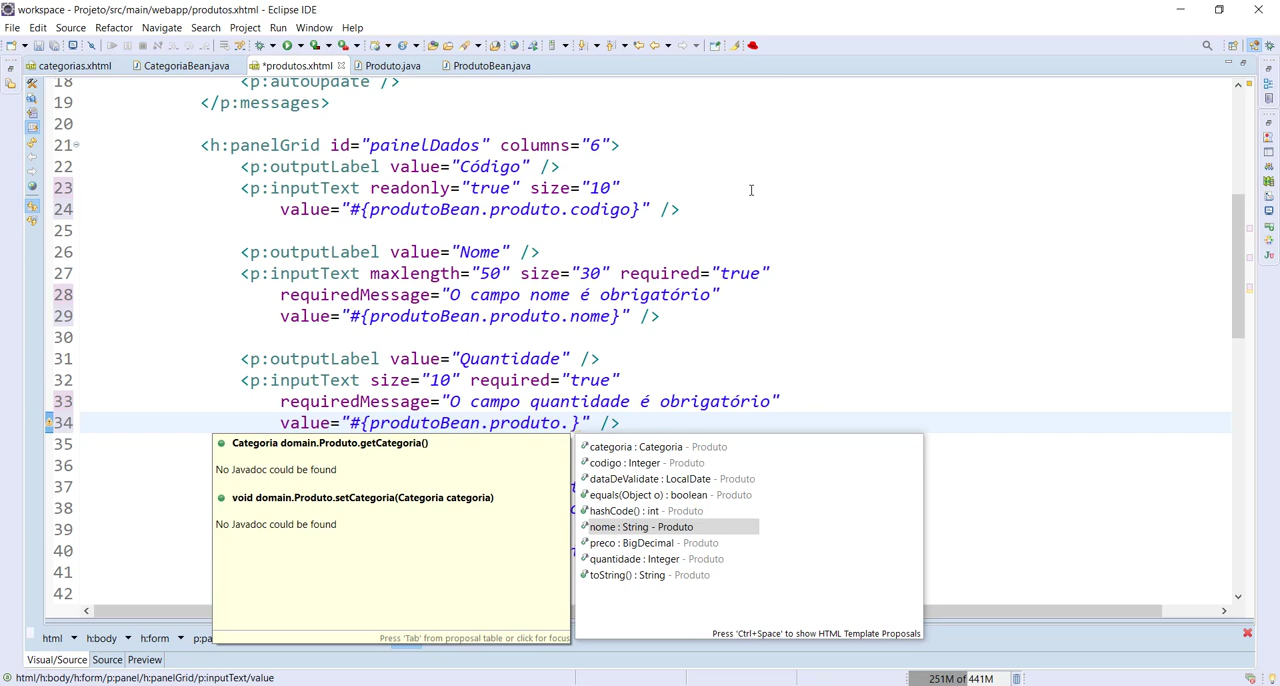 workspace - Projeto/src/main/webapp/produtos.xhtml - Eclipse IDE
File Edit Source Refactor Navigate Search Project Run Window Help
categorias.xhtml CategoriaBean.java *produtos.xhtml Produto.java ProdutoBean.java
18 <p:autoUpdate />
19 </p:messages>
20
21 <h:panelGrid id="painelDados" columns="6">
22 <p:outputLabel value="Código" />
23 <p:inputText readonly="true" size="10"
24 value="#{produtoBean.produto.codigo}" />
25
26 <p:outputLabel value="Nome" />
27 <p:inputText maxlength="50" size="30" required="true"
28 requiredMessage="O campo nome é obrigatório"
29 value="#{produtoBean.produto.nome}" />
30
31 <p:outputLabel value="Quantidade" />
32 <p:inputText size="10" required="true"
33 requiredMessage="O campo quantidade é obrigatório"
34 value="#{produtoBean.produto.}" />
35
36
37
38
39
40
41
42
Categoria domain.Produto.getCategoria()
No Javadoc could be found
void domain.Produto.setCategoria(Categoria categoria)
No Javadoc could be found
Press 'Tab' from proposal table or click for focus
categoria : Categoria - Produto
codigo : Integer - Produto
dataDeValidate : LocalDate - Produto
equals(Object o) : boolean - Produto
hashCode() : int - Produto
nome : String - Produto
preco : BigDecimal - Produto
quantidade : Integer - Produto
toString() : String - Produto
Press 'Ctrl+Space' to show HTML Template Proposals
html h:body h:form p:pa
Visual/Source Source Preview
html/h:body/h:form/p:panel/h:panelGrid/p:inputText/value
251M of 441M